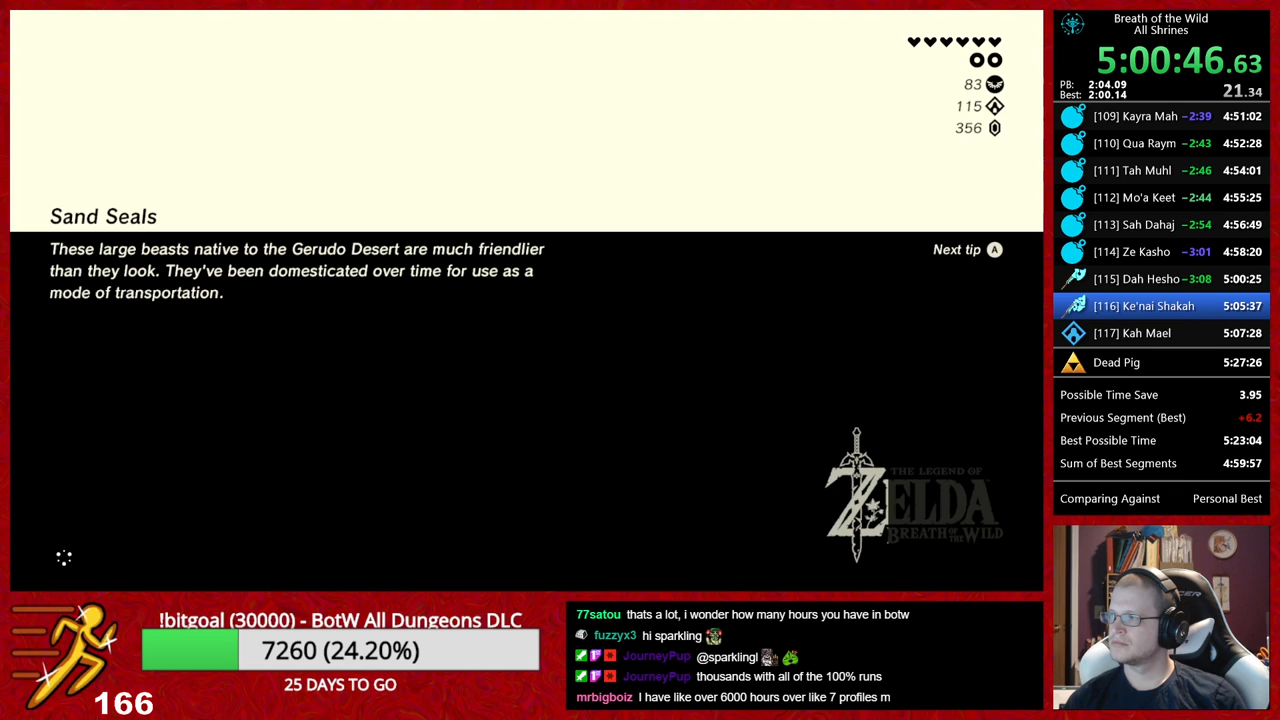 83
115
356
Sand Seals
These large beasts native to the Gerudo Desert are much friendlier
than they look. They've been domesticated over time for use as a
mode of transportation.
Next tip A
THE LEGEND OF
ZELDA
BREATH OF THE WILD
Breath of the Wild
All Shrines
5:00:46.63
PB: 2:04.09
Best: 2:00.14
21.34
[109] Kayra Mah −2:39 4:51:02
[110] Qua Raym −2:43 4:52:28
[111] Tah Muhl −2:46 4:54:01
[112] Mo'a Keet −2:44 4:55:25
[113] Sah Dahaj −2:54 4:56:49
[114] Ze Kasho −3:01 4:58:20
[115] Dah Hesho −3:08 5:00:25
[116] Ke'nai Shakah 5:05:37
[117] Kah Mael 5:07:28
Dead Pig 5:27:26
Possible Time Save 3.95
Previous Segment (Best) +6.2
Best Possible Time 5:23:04
Sum of Best Segments 4:59:57
Comparing Against Personal Best
!bitgoal (30000) - BotW All Dungeons DLC
7260 (24.20%)
25 DAYS TO GO
166
77satou thats a lot, i wonder how many hours you have in botw
fuzzyx3 hi sparkling
JourneyPup @sparklingl
JourneyPup thousands with all of the 100% runs
mrbigboiz I have like over 6000 hours over like 7 profiles m